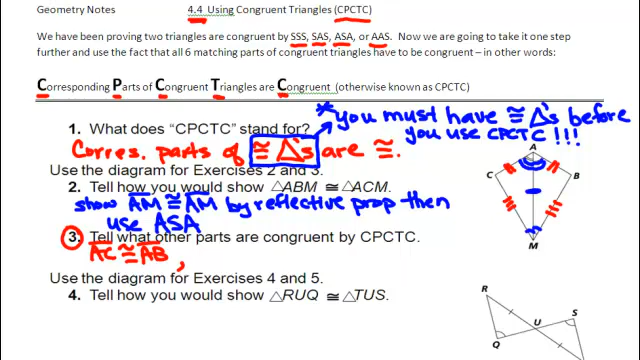 Geometry Notes 4.4 Using Congruent Triangles (CPCTC)
We have been proving two triangles are congruent by SSS, SAS, ASA, or AAS. Now we are going to take it one step
further and use the fact that all 6 matching parts of congruent triangles have to be congruent – in other words:
Corresponding Parts of Congruent Triangles are Congruent (otherwise known as CPCTC)
*you must have ≅ Δ's before
1. What does "CPCTC" stand for?
you use CPCTC !!!
Corres. parts of ≅ Δ's are ≅.
Use the diagram for Exercises 2 and 3.
2. Tell how you would show △ABM ≅ △ACM.
show AM ≅ AM by reflective prop then
use ASA
3. Tell what other parts are congruent by CPCTC.
AC ≅ AB ,
A
C
B
M
Use the diagram for Exercises 4 and 5.
4. Tell how you would show △RUQ ≅ △TUS.
R
S
U
Q